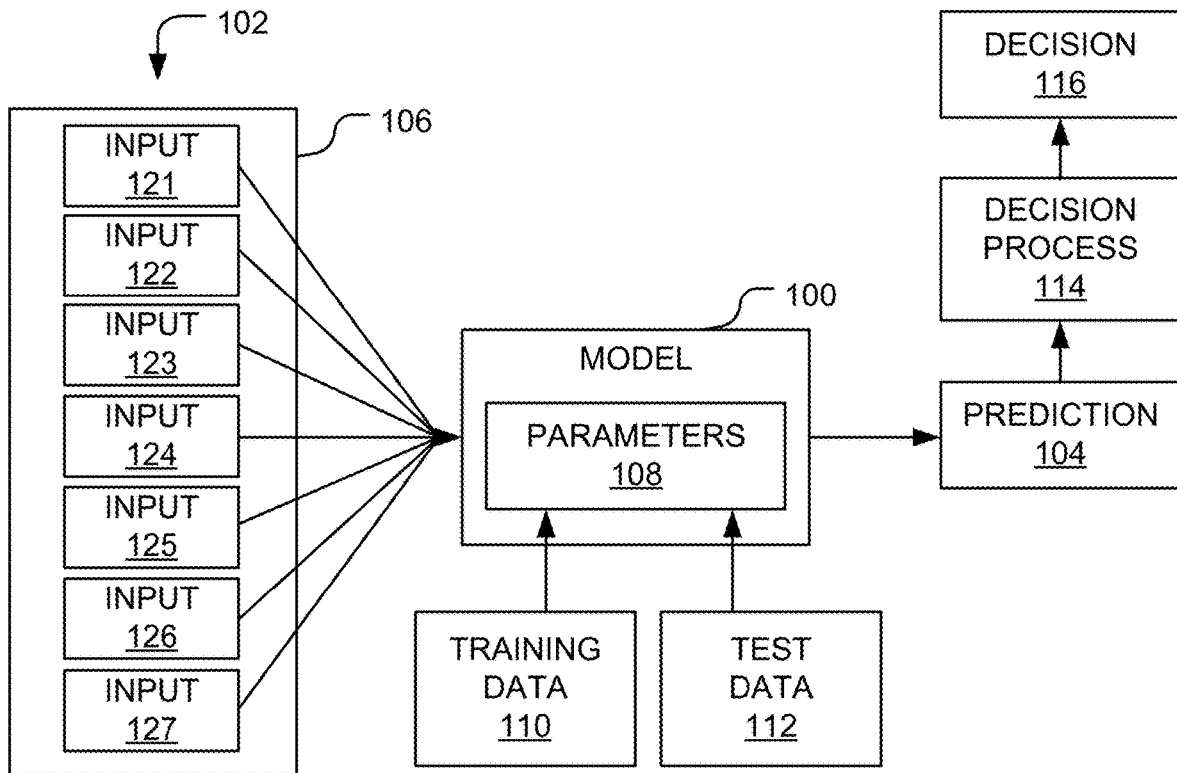 102
106
INPUT
121
INPUT
122
INPUT
123
INPUT
124
INPUT
125
INPUT
126
INPUT
127
100
MODEL
PARAMETERS
108
TRAINING
DATA
110
TEST
DATA
112
DECISION
116
DECISION
PROCESS
114
PREDICTION
104